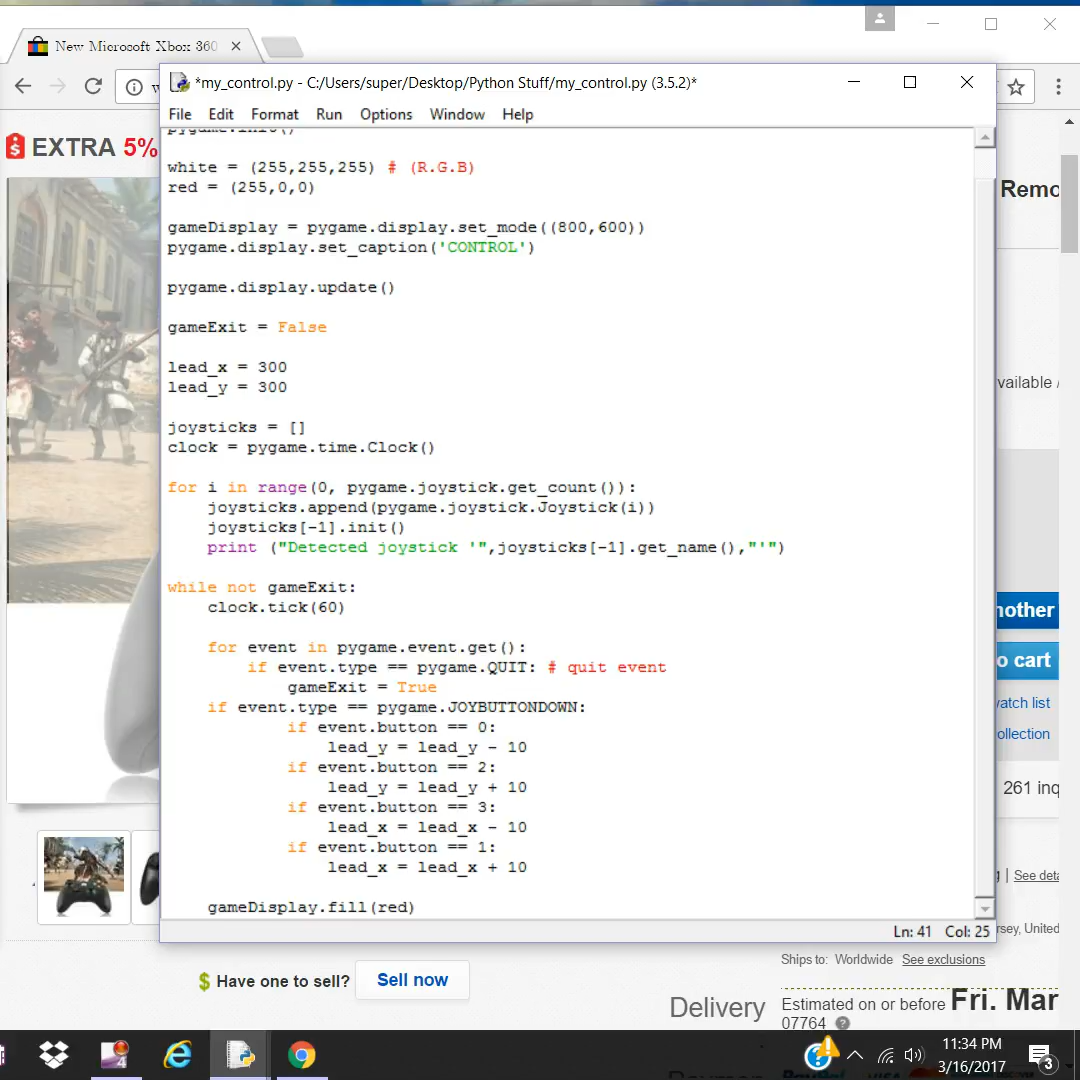 New Microsoft Xbox 360
*my_control.py - C:/Users/super/Desktop/Python Stuff/my_control.py (3.5.2)*
File Edit Format Run Options Window Help
EXTRA 5%
Remo
pygame.init()
white = (255,255,255) # (R.G.B)
red = (255,0,0)
gameDisplay = pygame.display.set_mode((800,600))
pygame.display.set_caption('CONTROL')
pygame.display.update()
gameExit = False
lead_x = 300
lead_y = 300
vailable /
joysticks = []
clock = pygame.time.Clock()
for i in range(0, pygame.joystick.get_count()):
joysticks.append(pygame.joystick.Joystick(i))
joysticks[-1].init()
print ("Detected joystick '",joysticks[-1].get_name(),"'")
while not gameExit:
clock.tick(60)
nother
for event in pygame.event.get():
if event.type == pygame.QUIT: # quit event
o cart
gameExit = True
if event.type == pygame.JOYBUTTONDOWN:
vatch list
if event.button == 0:
ollection
lead_y = lead_y - 10
if event.button == 2:
lead_y = lead_y + 10
261 inq
if event.button == 3:
lead_x = lead_x - 10
if event.button == 1:
lead_x = lead_x + 10
See deta
gameDisplay.fill(red)
Ln: 41 Col: 25
rsey, United
Ships to: Worldwide See exclusions
$ Have one to sell? Sell now
Delivery Estimated on or before Fri. Mar
07764
11:34 PM
3/16/2017
3